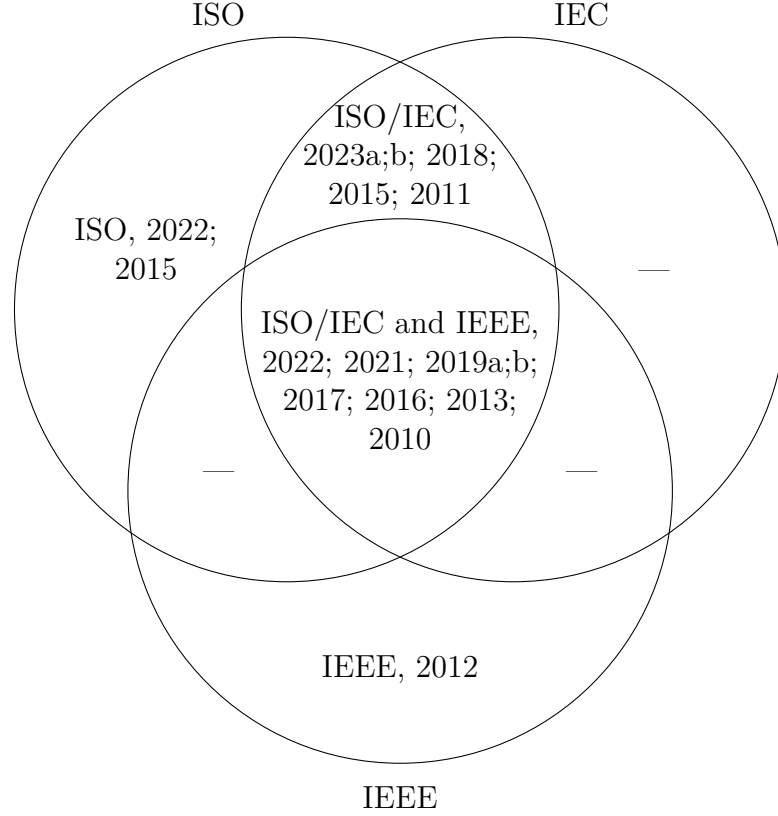 ISO
IEC
ISO/IEC,
2023a;b; 2018;
2015; 2011
ISO, 2022;
2015
—
ISO/IEC and IEEE,
2022; 2021; 2019a;b;
2017; 2016; 2013;
2010
—
—
IEEE, 2012
IEEE